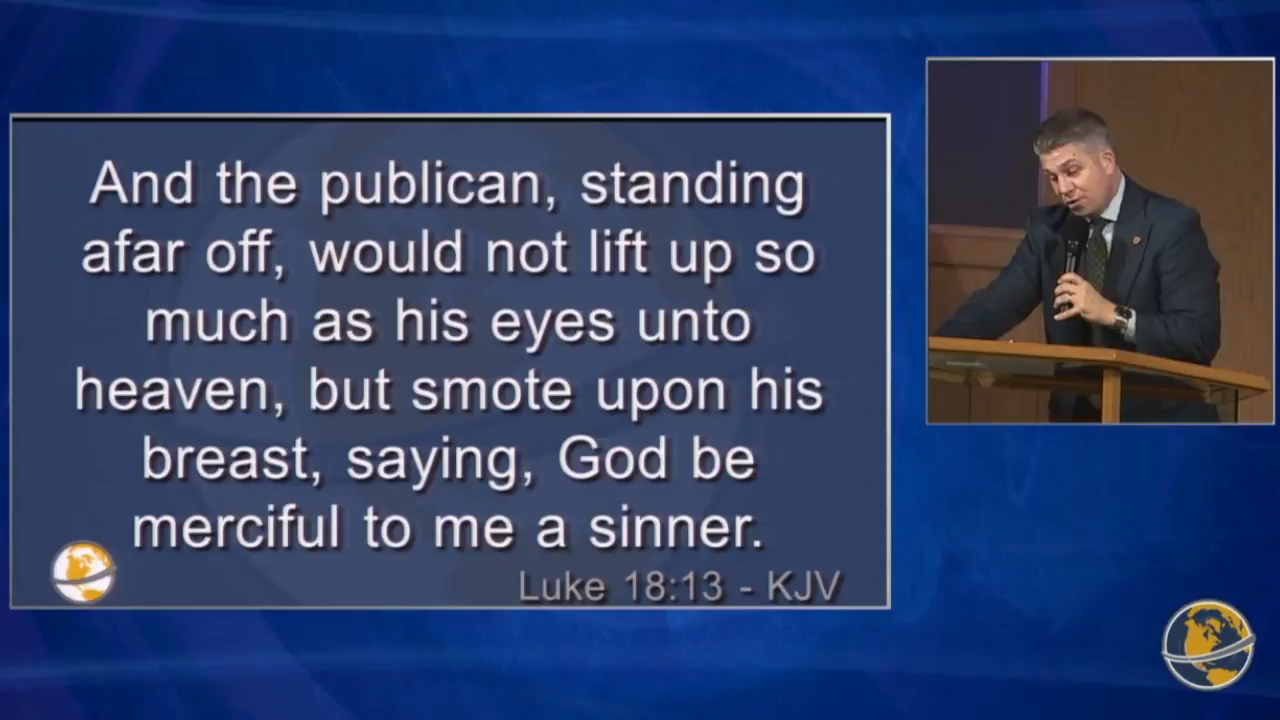 And the publican, standing
afar off, would not lift up so
much as his eyes unto
heaven, but smote upon his
breast, saying, God be
merciful to me a sinner.
Luke 18:13 - KJV